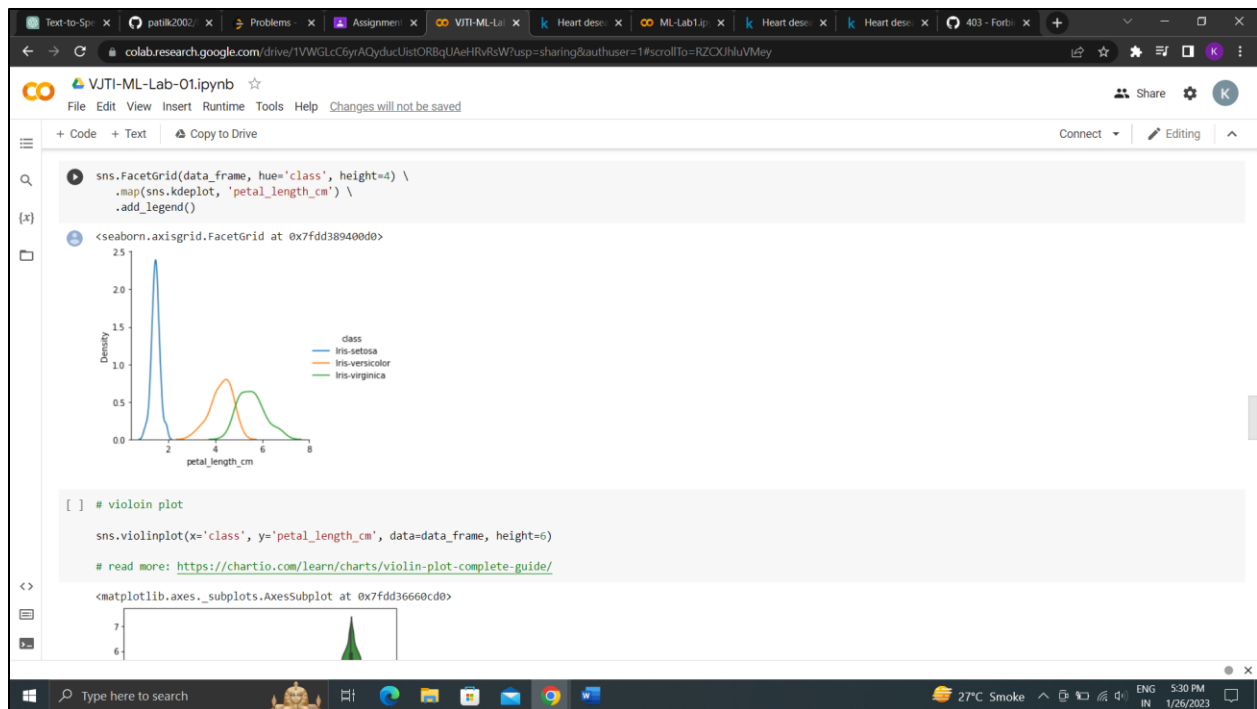 Text-to-Spe
patilk2002/
Problems -
Assignment
VJTI-ML-Lal
Heart desea
ML-Lab1.ip
Heart dese
Heart desea
403 - Forbi
colab.research.google.com/drive/1VWGLcC6yrAQyducUistORBqUAeHRvRsW?usp=sharing&authuser=1#scrollTo=RZCXJhluVMey
K
VJTI-ML-Lab-01.ipynb
Share
K
File Edit View Insert Runtime Tools Help Changes will not be saved
+ Code + Text Copy to Drive
Connect Editing
sns.FacetGrid(data_frame, hue='class', height=4) \
.map(sns.kdeplot, 'petal_length_cm') \
.add_legend()
{x}
<seaborn.axisgrid.FacetGrid at 0x7fdd389400d0>
2.5
2.0
1.5
1.0
0.5
0.0
Density
2 4 6 8
petal_length_cm
class
Iris-setosa
Iris-versicolor
Iris-virginica
[ ] # violoin plot
sns.violinplot(x='class', y='petal_length_cm', data=data_frame, height=6)
# read more: https://chartio.com/learn/charts/violin-plot-complete-guide/
<>
<matplotlib.axes._subplots.AxesSubplot at 0x7fdd36660cd0>
7
6
Type here to search
27°C Smoke
ENG
IN
5:30 PM
1/26/2023